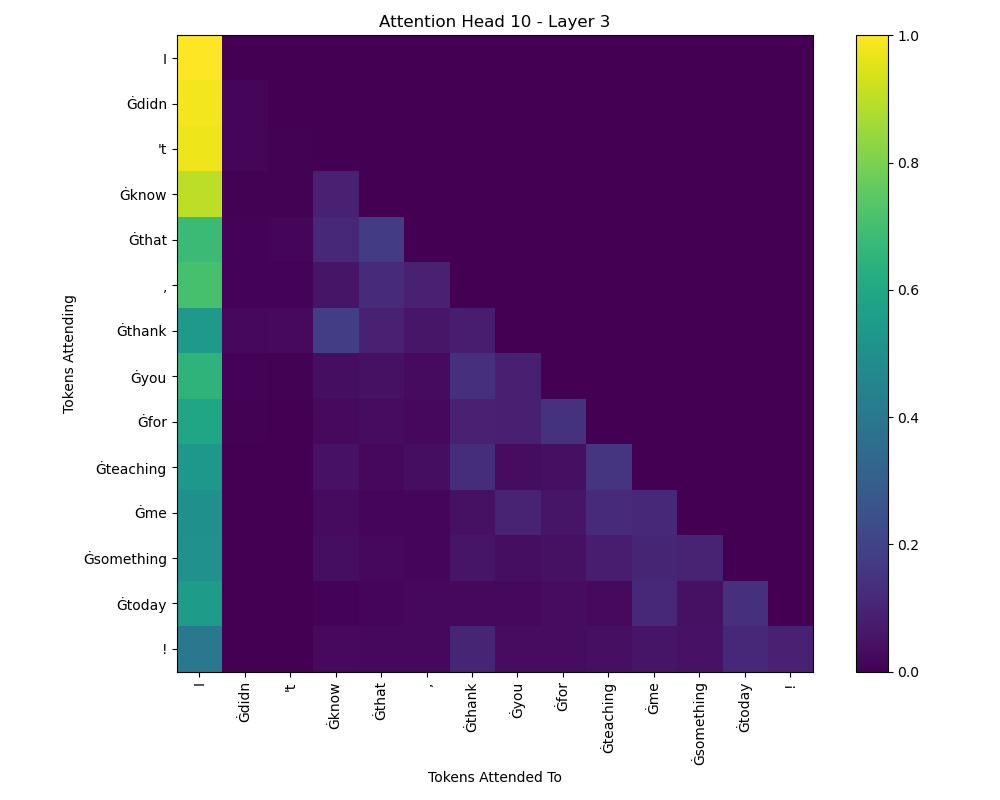 Attention Head 10 - Layer 3
Tokens Attending
I
Ġdidn
't
Ġknow
Ġthat
,
Ġthank
Ġyou
Ġfor
Ġteaching
Ġme
Ġsomething
Ġtoday
!
I
Ġdidn
't
Ġknow
Ġthat
,
Ġthank
Ġyou
Ġfor
Ġteaching
Ġme
Ġsomething
Ġtoday
!
Tokens Attended To
1.0
0.8
0.6
0.4
0.2
0.0